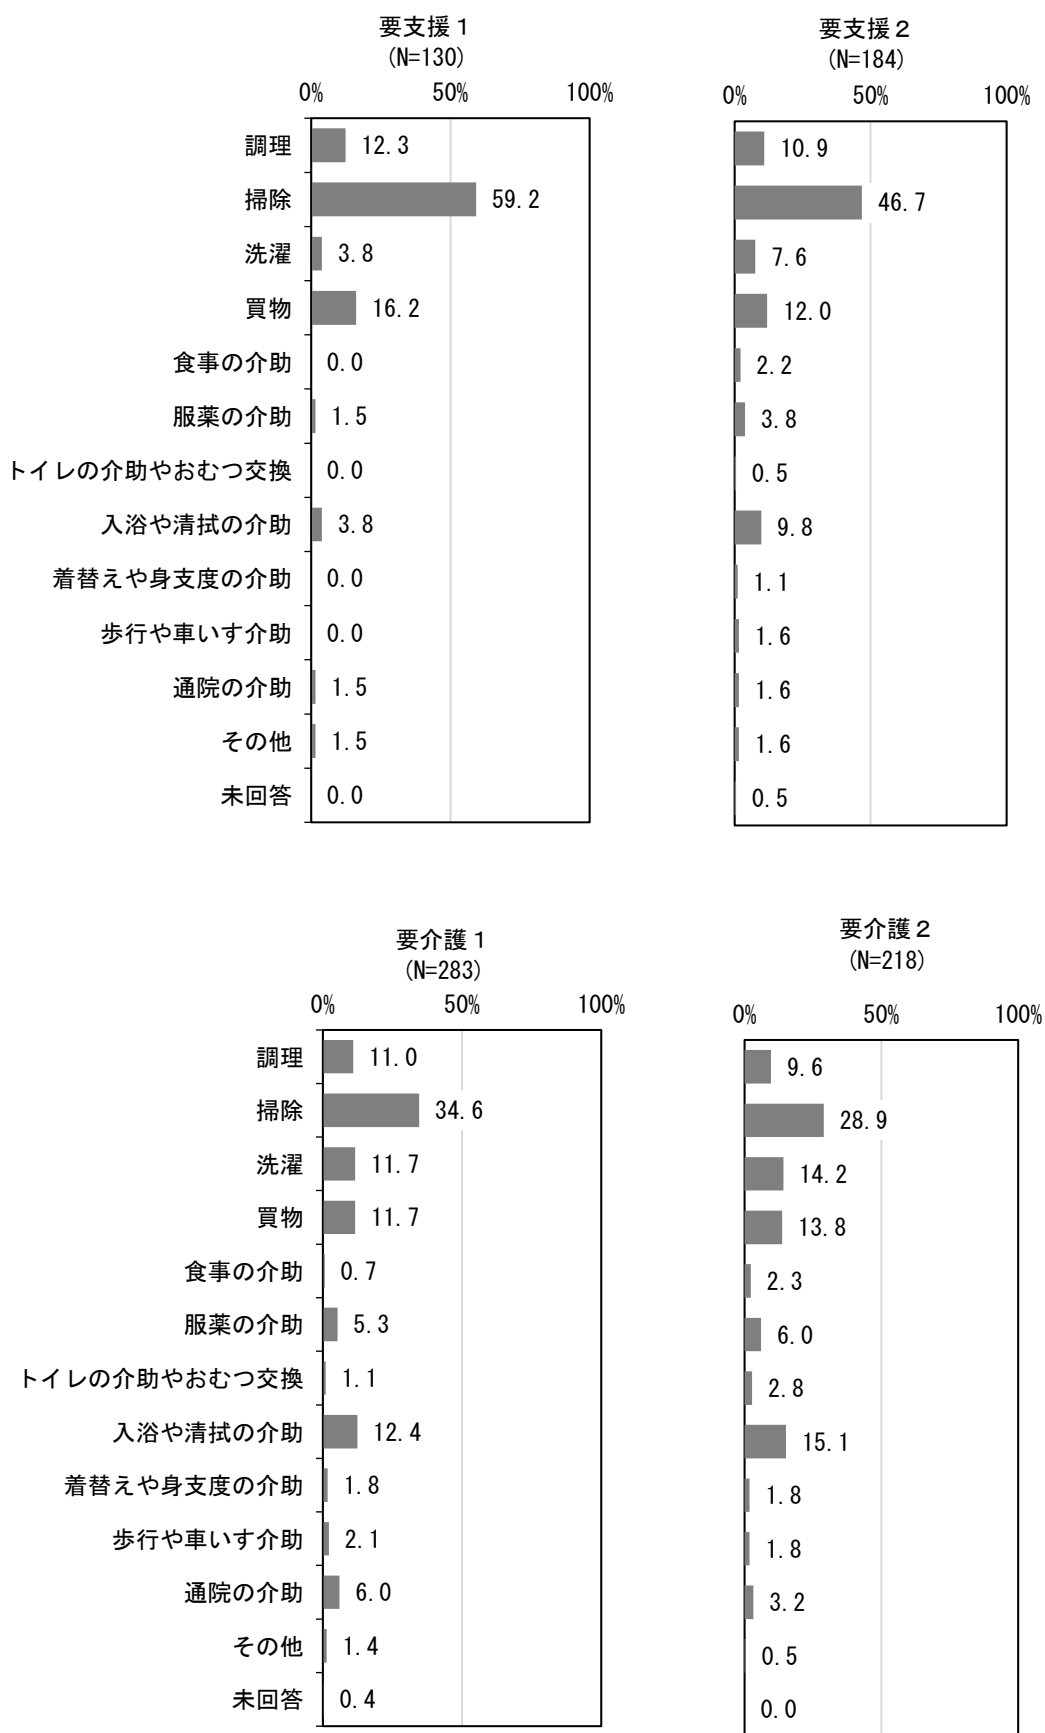 要支援１
(N=130)
0% 50% 100%
調理 12.3
掃除 59.2
洗濯 3.8
買物 16.2
食事の介助 0.0
服薬の介助 1.5
トイレの介助やおむつ交換 0.0
入浴や清拭の介助 3.8
着替えや身支度の介助 0.0
歩行や車いす介助 0.0
通院の介助 1.5
その他 1.5
未回答 0.0
要支援２
(N=184)
0% 50% 100%
10.9
46.7
7.6
12.0
2.2
3.8
0.5
9.8
1.1
1.6
1.6
1.6
0.5
要介護１
(N=283)
0% 50% 100%
調理 11.0
掃除 34.6
洗濯 11.7
買物 11.7
食事の介助 0.7
服薬の介助 5.3
トイレの介助やおむつ交換 1.1
入浴や清拭の介助 12.4
着替えや身支度の介助 1.8
歩行や車いす介助 2.1
通院の介助 6.0
その他 1.4
未回答 0.4
要介護２
(N=218)
0% 50% 100%
9.6
28.9
14.2
13.8
2.3
6.0
2.8
15.1
1.8
1.8
3.2
0.5
0.0